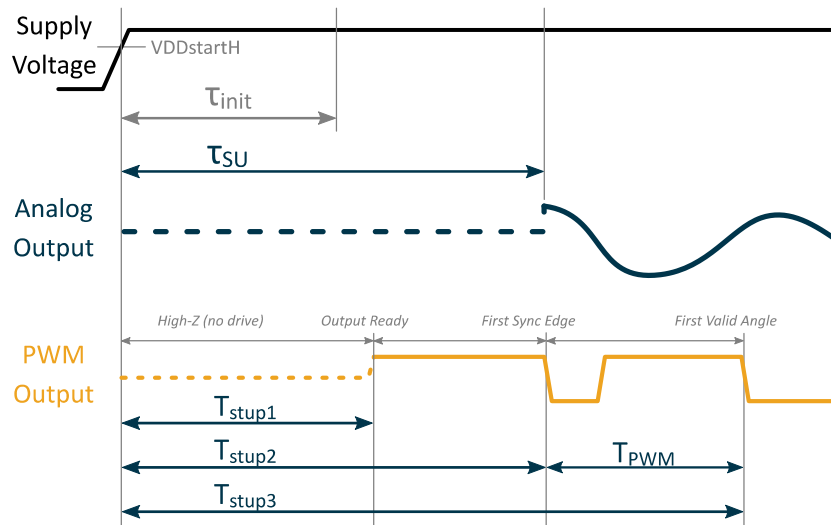 Supply
Voltage
VDDstartH
τinit
τSU
Analog
Output
High-Z (no drive)
Output Ready
First Sync Edge
First Valid Angle
PWM
Output
Tstup1
Tstup2
TPWM
Tstup3